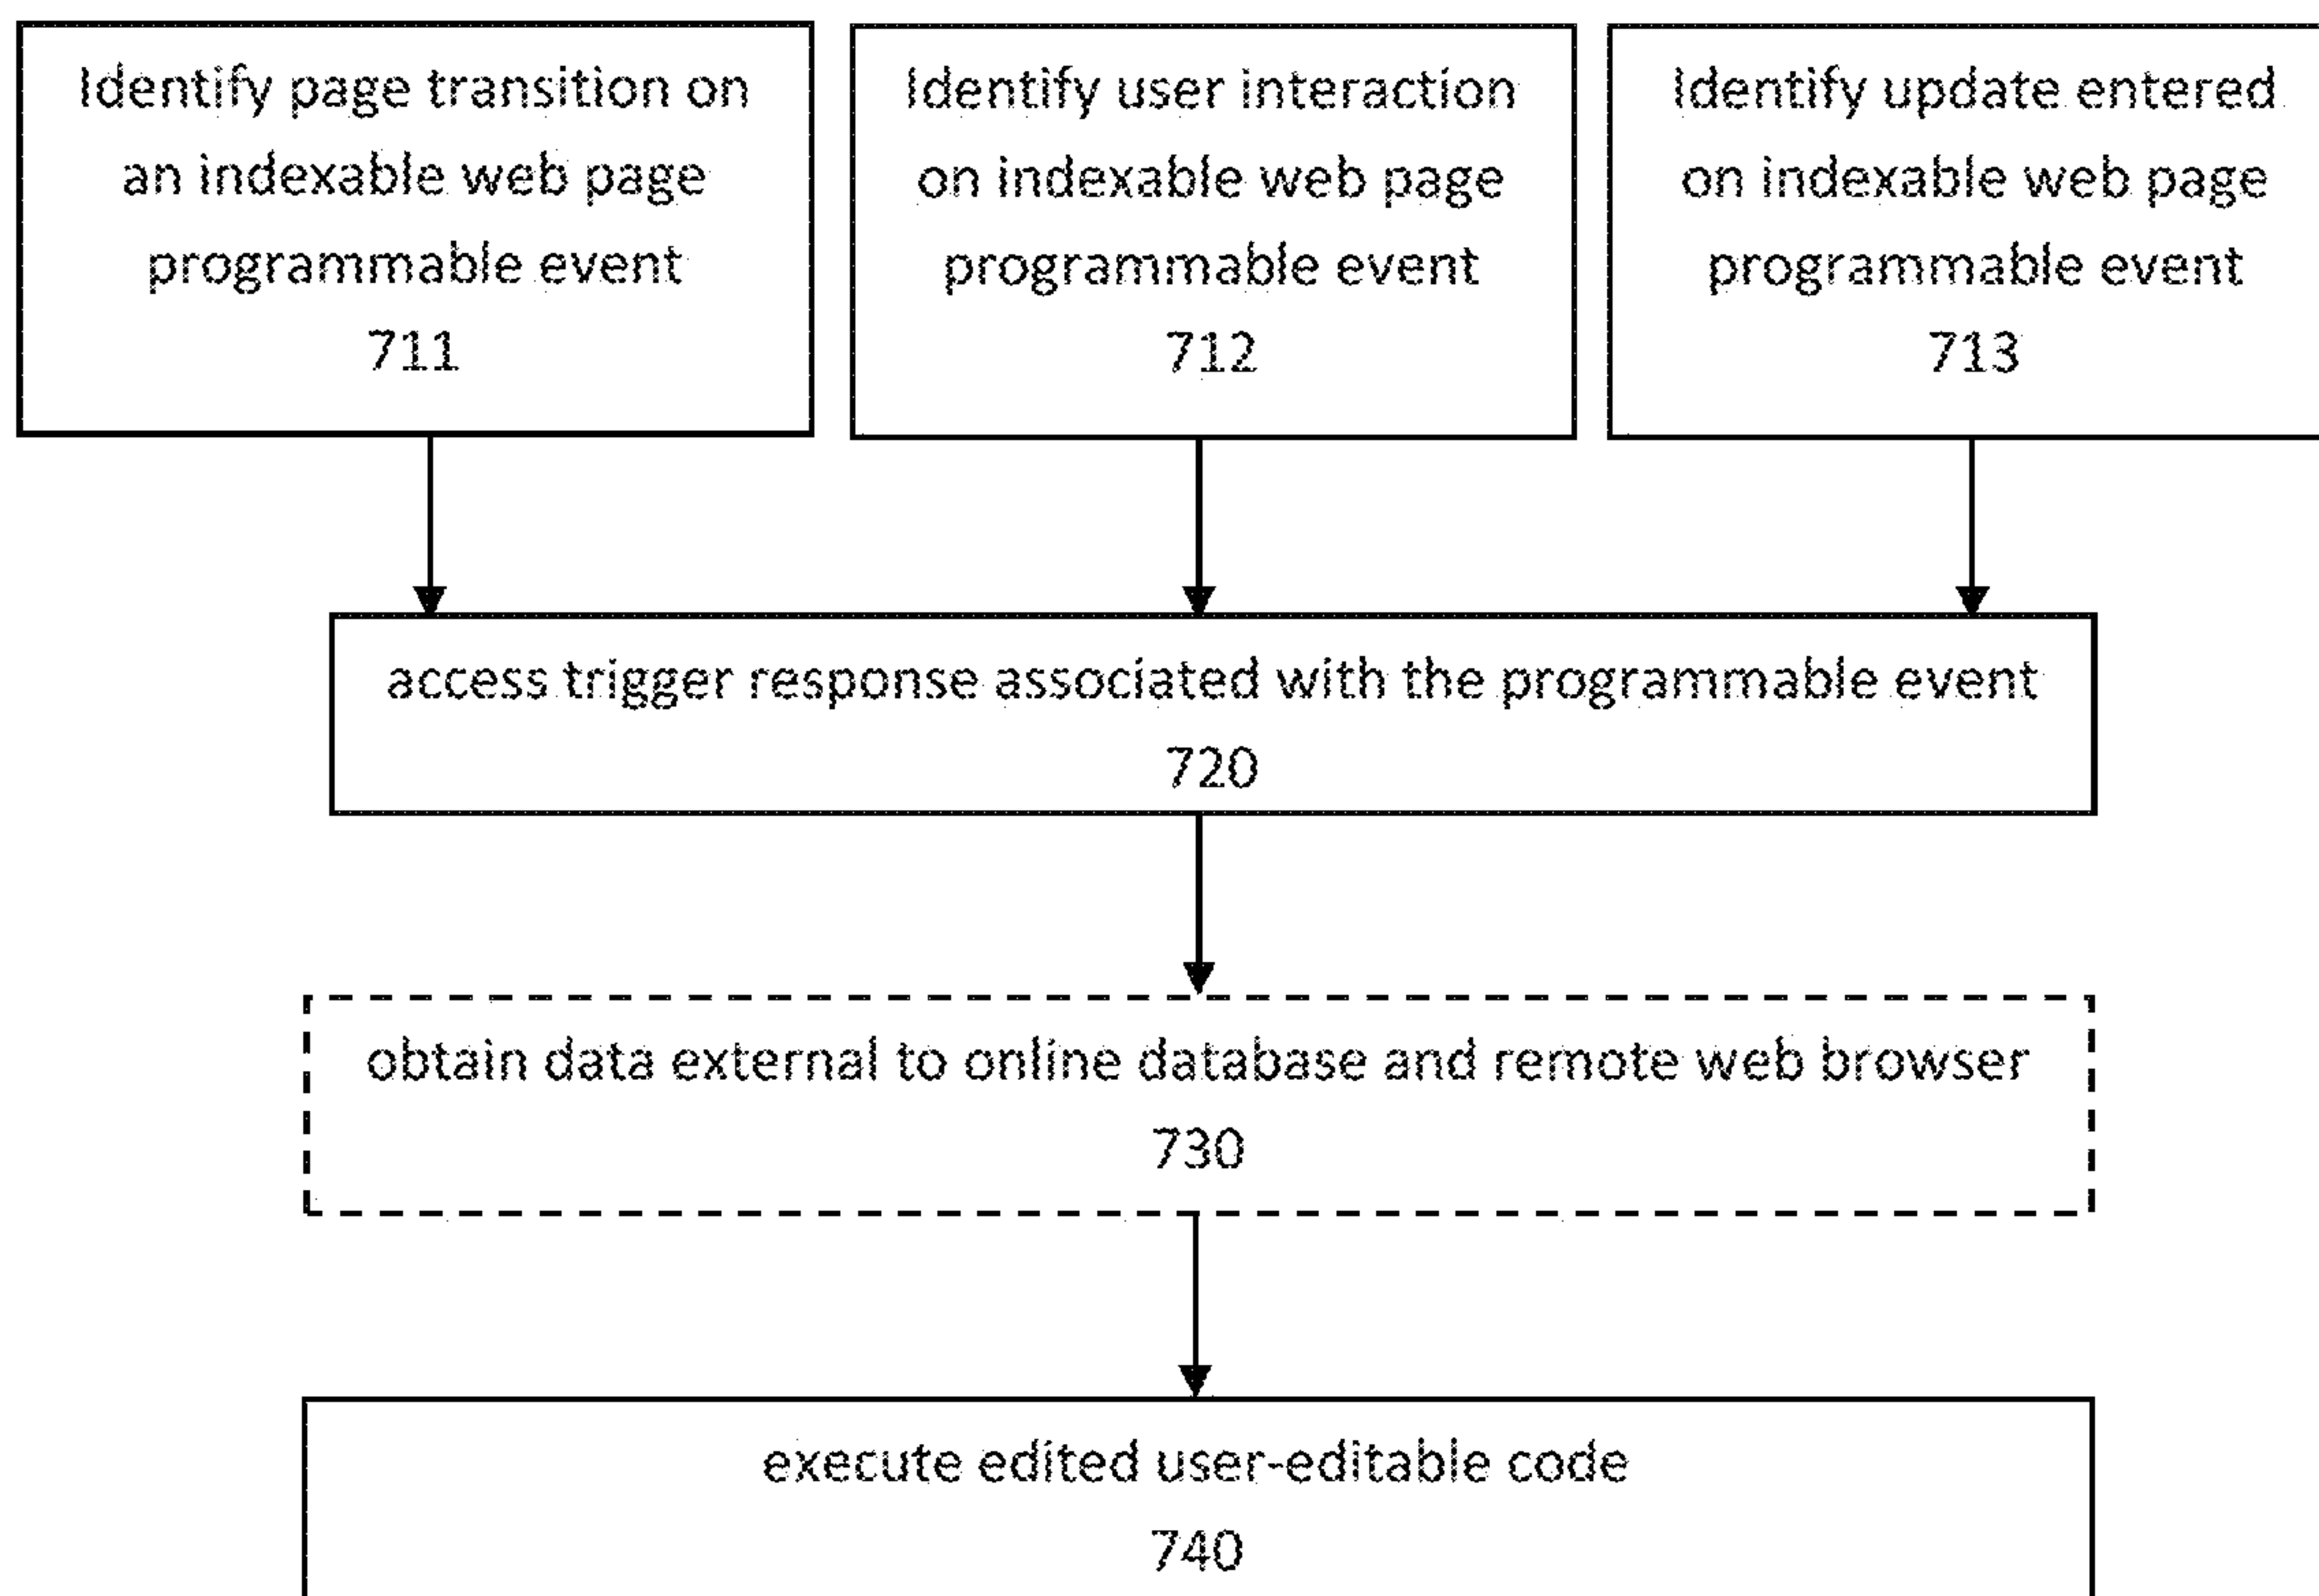 Identify page transition on
an indexable web page
programmable event
711
Identify user interaction
on indexable web page
programmable event
712
Identify update entered
on indexable web page
programmable event
713
access trigger response associated with the programmable event
720
obtain data external to online database and remote web browser
730
execute edited user-editable code
740